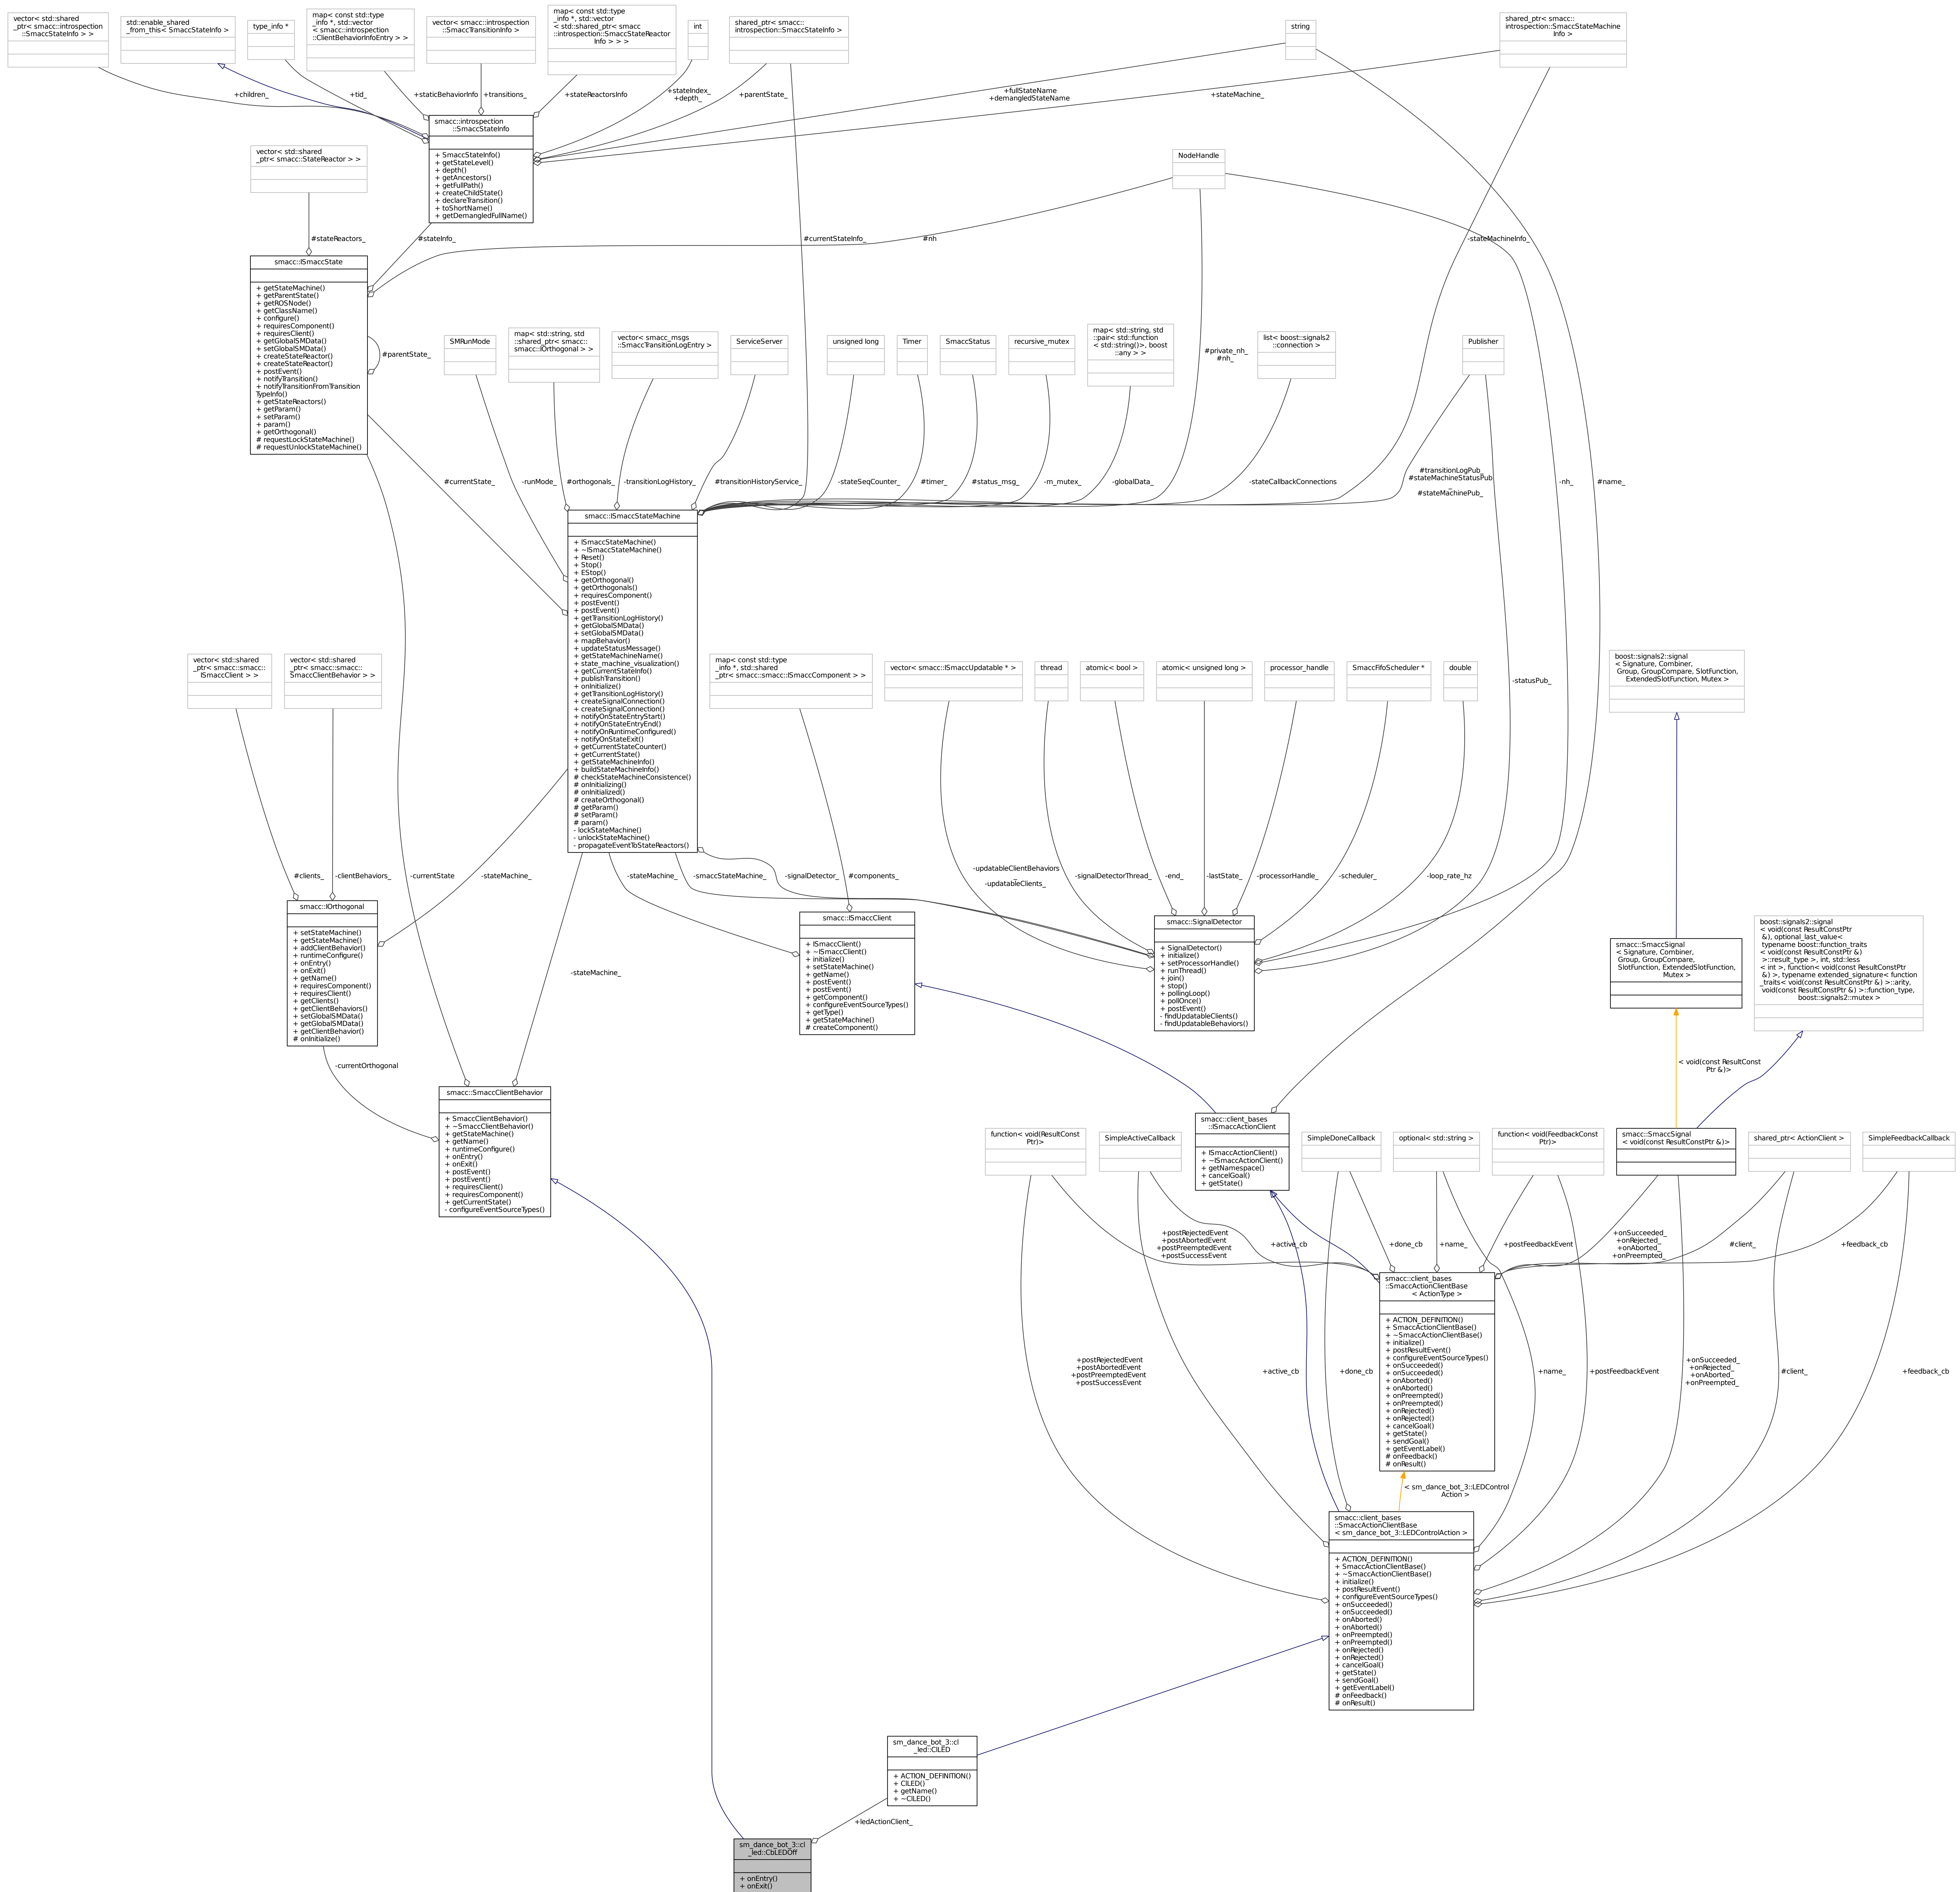 vector< std::shared
_ptr< smacc::introspection
::SmaccStateInfo > >
std::enable_shared
_from_this< SmaccStateInfo >
type_info *
map< const std::type
_info *, std::vector
< smacc::introspection
::ClientBehaviorInfoEntry > >
vector< smacc::introspection
::SmaccTransitionInfo >
map< const std::type
_info *, std::vector
< std::shared_ptr< smacc
::introspection::SmaccStateReactor
Info > > >
int
shared_ptr< smacc::
introspection::SmaccStateInfo >
string
shared_ptr< smacc::
introspection::SmaccStateMachine
Info >
+children_
+tid_
+staticBehaviorInfo
+transitions_
+stateReactorsInfo
+stateIndex_
+depth_
+parentState_
+fullStateName
+demangledStateName
+stateMachine_
smacc::introspection
::SmaccStateInfo
+ SmaccStateInfo()
+ getStateLevel()
+ depth()
+ getAncestors()
+ getFullPath()
+ createChildState()
+ declareTransition()
+ toShortName()
+ getDemangledFullName()
vector< std::shared
_ptr< smacc::StateReactor > >
NodeHandle
#stateReactors_
#stateInfo_
#currentStateInfo_
#nh
-stateMachineInfo_
smacc::ISmaccState
+ getStateMachine()
+ getParentState()
+ getROSNode()
+ getClassName()
+ configure()
+ requiresComponent()
+ requiresClient()
+ getGlobalSMData()
+ setGlobalSMData()
+ createStateReactor()
+ createStateReactor()
+ postEvent()
+ notifyTransition()
+ notifyTransitionFromTransition
TypeInfo()
+ getStateReactors()
+ getParam()
+ setParam()
+ param()
+ getOrthogonal()
# requestLockStateMachine()
# requestUnlockStateMachine()
#parentState_
SMRunMode
map< std::string, std
::shared_ptr< smacc::
smacc::IOrthogonal > >
vector< smacc_msgs
::SmaccTransitionLogEntry >
ServiceServer
unsigned long
Timer
SmaccStatus
recursive_mutex
map< std::string, std
::pair< std::function
< std::string()>, boost
::any > >
#private_nh_
#nh_
list< boost::signals2
::connection >
Publisher
#currentState_
-runMode_
#orthogonals_
-transitionLogHistory_
#transitionHistoryService_
-stateSeqCounter_
#timer_
#status_msg_
-m_mutex_
-globalData_
-stateCallbackConnections
#transitionLogPub_
#stateMachineStatusPub
_
#stateMachinePub_
-nh_
#name_
smacc::ISmaccStateMachine
+ ISmaccStateMachine()
+ ~ISmaccStateMachine()
+ Reset()
+ Stop()
+ EStop()
+ getOrthogonal()
+ getOrthogonals()
+ requiresComponent()
+ postEvent()
+ postEvent()
+ getTransitionLogHistory()
+ getGlobalSMData()
+ setGlobalSMData()
+ mapBehavior()
+ updateStatusMessage()
+ getStateMachineName()
+ state_machine_visualization()
+ getCurrentStateInfo()
+ publishTransition()
+ onInitialize()
+ getTransitionLogHistory()
+ createSignalConnection()
+ createSignalConnection()
+ notifyOnStateEntryStart()
+ notifyOnStateEntryEnd()
+ notifyOnRuntimeConfigured()
+ notifyOnStateExit()
+ getCurrentStateCounter()
+ getCurrentState()
+ getStateMachineInfo()
+ buildStateMachineInfo()
# checkStateMachineConsistence()
# onInitializing()
# onInitialized()
# createOrthogonal()
# getParam()
# setParam()
# param()
- lockStateMachine()
- unlockStateMachine()
- propagateEventToStateReactors()
vector< std::shared
_ptr< smacc::smacc::
ISmaccClient > >
vector< std::shared
_ptr< smacc::smacc::
SmaccClientBehavior > >
map< const std::type
_info *, std::shared
_ptr< smacc::smacc::ISmaccComponent > >
vector< smacc::ISmaccUpdatable * >
thread
atomic< bool >
atomic< unsigned long >
processor_handle
SmaccFifoScheduler *
double
-statusPub_
boost::signals2::signal
< Signature, Combiner,
Group, GroupCompare, SlotFunction,
ExtendedSlotFunction, Mutex >
#clients_
-clientBehaviors_
-currentState
-stateMachine_
-stateMachine_
-smaccStateMachine_
-signalDetector_
#components_
-updatableClientBehaviors
_
-updatableClients_
-signalDetectorThread_
-end_
-lastState_
-processorHandle_
-scheduler_
-loop_rate_hz
smacc::IOrthogonal
+ setStateMachine()
+ getStateMachine()
+ addClientBehavior()
+ runtimeConfigure()
+ onEntry()
+ onExit()
+ getName()
+ requiresComponent()
+ requiresClient()
+ getClients()
+ getClientBehaviors()
+ setGlobalSMData()
+ getGlobalSMData()
+ getClientBehavior()
# onInitialize()
-stateMachine_
smacc::ISmaccClient
+ ISmaccClient()
+ ~ISmaccClient()
+ initialize()
+ setStateMachine()
+ getName()
+ postEvent()
+ postEvent()
+ getComponent()
+ configureEventSourceTypes()
+ getType()
+ getStateMachine()
# createComponent()
smacc::SignalDetector
+ SignalDetector()
+ initialize()
+ setProcessorHandle()
+ runThread()
+ join()
+ stop()
+ pollingLoop()
+ pollOnce()
+ postEvent()
- findUpdatableClients()
- findUpdatableBehaviors()
smacc::SmaccSignal
< Signature, Combiner,
Group, GroupCompare,
SlotFunction, ExtendedSlotFunction,
Mutex >
boost::signals2::signal
< void(const ResultConstPtr
&), optional_last_value<
typename boost::function_traits
< void(const ResultConstPtr &)
>::result_type >, int, std::less
< int >, function< void(const ResultConstPtr
&) >, typename extended_signature< function
_traits< void(const ResultConstPtr &) >::arity,
void(const ResultConstPtr &) >::function_type,
boost::signals2::mutex >
-currentOrthogonal
< void(const ResultConst
Ptr &)>
smacc::SmaccClientBehavior
+ SmaccClientBehavior()
+ ~SmaccClientBehavior()
+ getStateMachine()
+ getName()
+ runtimeConfigure()
+ onEntry()
+ onExit()
+ postEvent()
+ postEvent()
+ requiresClient()
+ requiresComponent()
+ getCurrentState()
- configureEventSourceTypes()
function< void(ResultConst
Ptr)>
SimpleActiveCallback
smacc::client_bases
::ISmaccActionClient
+ ISmaccActionClient()
+ ~ISmaccActionClient()
+ getNamespace()
+ cancelGoal()
+ getState()
SimpleDoneCallback
optional< std::string >
function< void(FeedbackConst
Ptr)>
smacc::SmaccSignal
< void(const ResultConstPtr &)>
shared_ptr< ActionClient >
SimpleFeedbackCallback
+postRejectedEvent
+postAbortedEvent
+postPreemptedEvent
+postSuccessEvent
+active_cb
+done_cb
+name_
+postFeedbackEvent
+onSucceeded_
+onRejected_
+onAborted_
+onPreempted_
#client_
+feedback_cb
smacc::client_bases
::SmaccActionClientBase
< ActionType >
+ ACTION_DEFINITION()
+ SmaccActionClientBase()
+ ~SmaccActionClientBase()
+ initialize()
+ postResultEvent()
+ configureEventSourceTypes()
+ onSucceeded()
+ onSucceeded()
+ onAborted()
+ onAborted()
+ onPreempted()
+ onPreempted()
+ onRejected()
+ onRejected()
+ cancelGoal()
+ getState()
+ sendGoal()
+ getEventLabel()
# onFeedback()
# onResult()
+postRejectedEvent
+postAbortedEvent
+postPreemptedEvent
+postSuccessEvent
+active_cb
+done_cb
+name_
+postFeedbackEvent
+onSucceeded_
+onRejected_
+onAborted_
+onPreempted_
#client_
+feedback_cb
< sm_dance_bot_3::LEDControl
Action >
smacc::client_bases
::SmaccActionClientBase
< sm_dance_bot_3::LEDControlAction >
+ ACTION_DEFINITION()
+ SmaccActionClientBase()
+ ~SmaccActionClientBase()
+ initialize()
+ postResultEvent()
+ configureEventSourceTypes()
+ onSucceeded()
+ onSucceeded()
+ onAborted()
+ onAborted()
+ onPreempted()
+ onPreempted()
+ onRejected()
+ onRejected()
+ cancelGoal()
+ getState()
+ sendGoal()
+ getEventLabel()
# onFeedback()
# onResult()
sm_dance_bot_3::cl
_led::ClLED
+ ACTION_DEFINITION()
+ ClLED()
+ getName()
+ ~ClLED()
+ledActionClient_
sm_dance_bot_3::cl
_led::CbLEDOff
+ onEntry()
+ onExit()